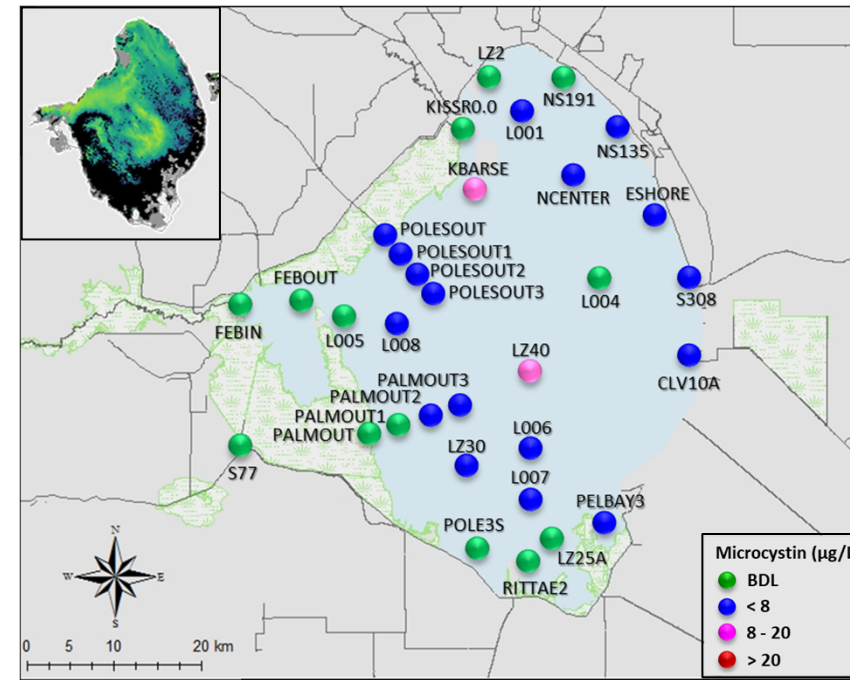 LZ2
NS191
KISSR0.0
L001
NS135
KBARSE
NCENTER
ESHORE
POLESOUT
POLESOUT1
POLESOUT2
POLESOUT3
FEBOUT
L004
S308
FEBIN
L005
L008
LZ40
CLV10A
PALMOUT3
PALMOUT2
PALMOUT1
PALMOUT
L006
S77
LZ30
L007
PELBAY3
POLE3S
LZ25A
RITTAE2
N
W E
S
0 5 10 20 km
Microcystin (µg/
BDL
< 8
8 - 20
> 20